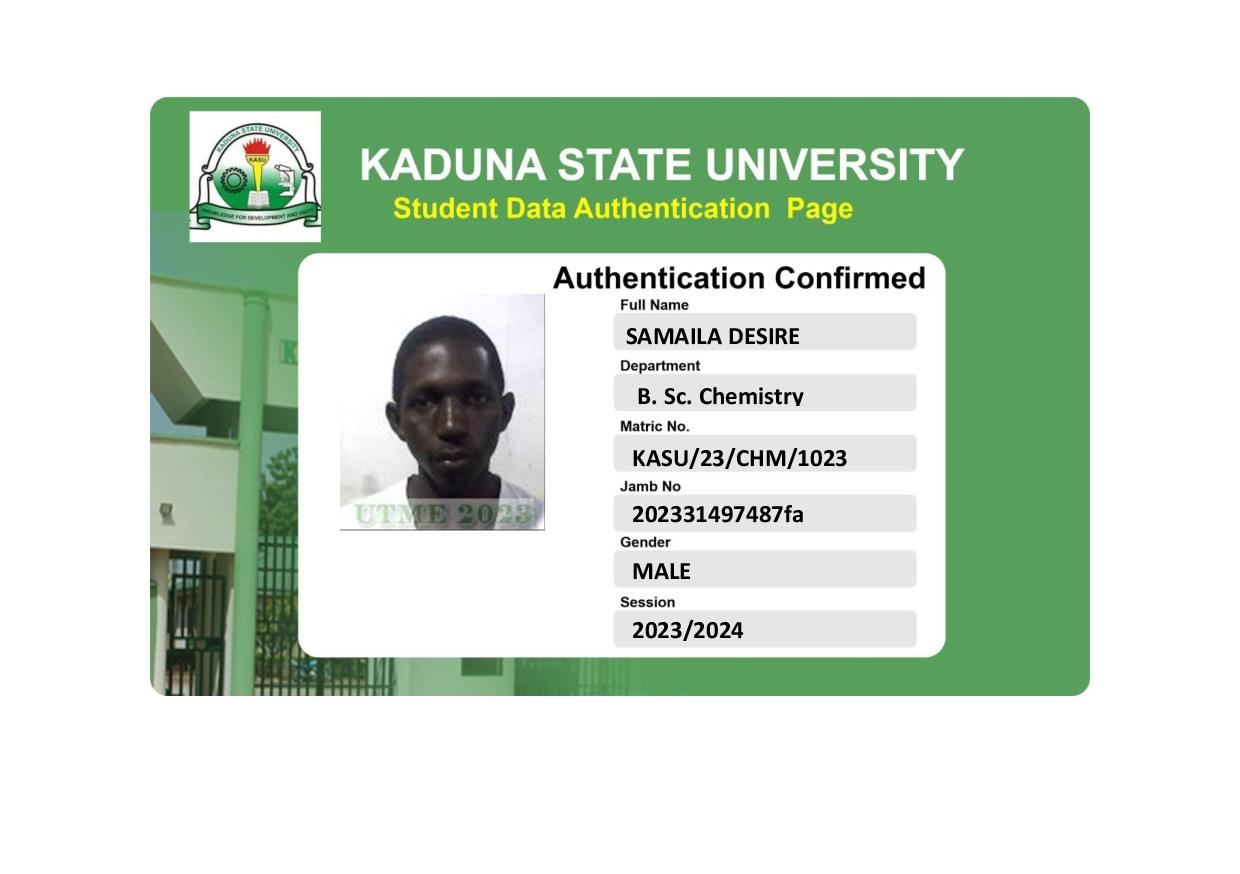 KADUNA STATE UNIVERSITY
KASU
KNOWLEDGE FOR DEVELOPMENT AND UNITY
KADUNA STATE UNIVERSITY
Student Data Authentication Page
Authentication Confirmed
Full Name
SAMAILA DESIRE
Department
B. Sc. Chemistry
Matric No.
KASU/23/CHM/1023
Jamb No
202331497487fa
Gender
MALE
Session
2023/2024
UTME 2023
K